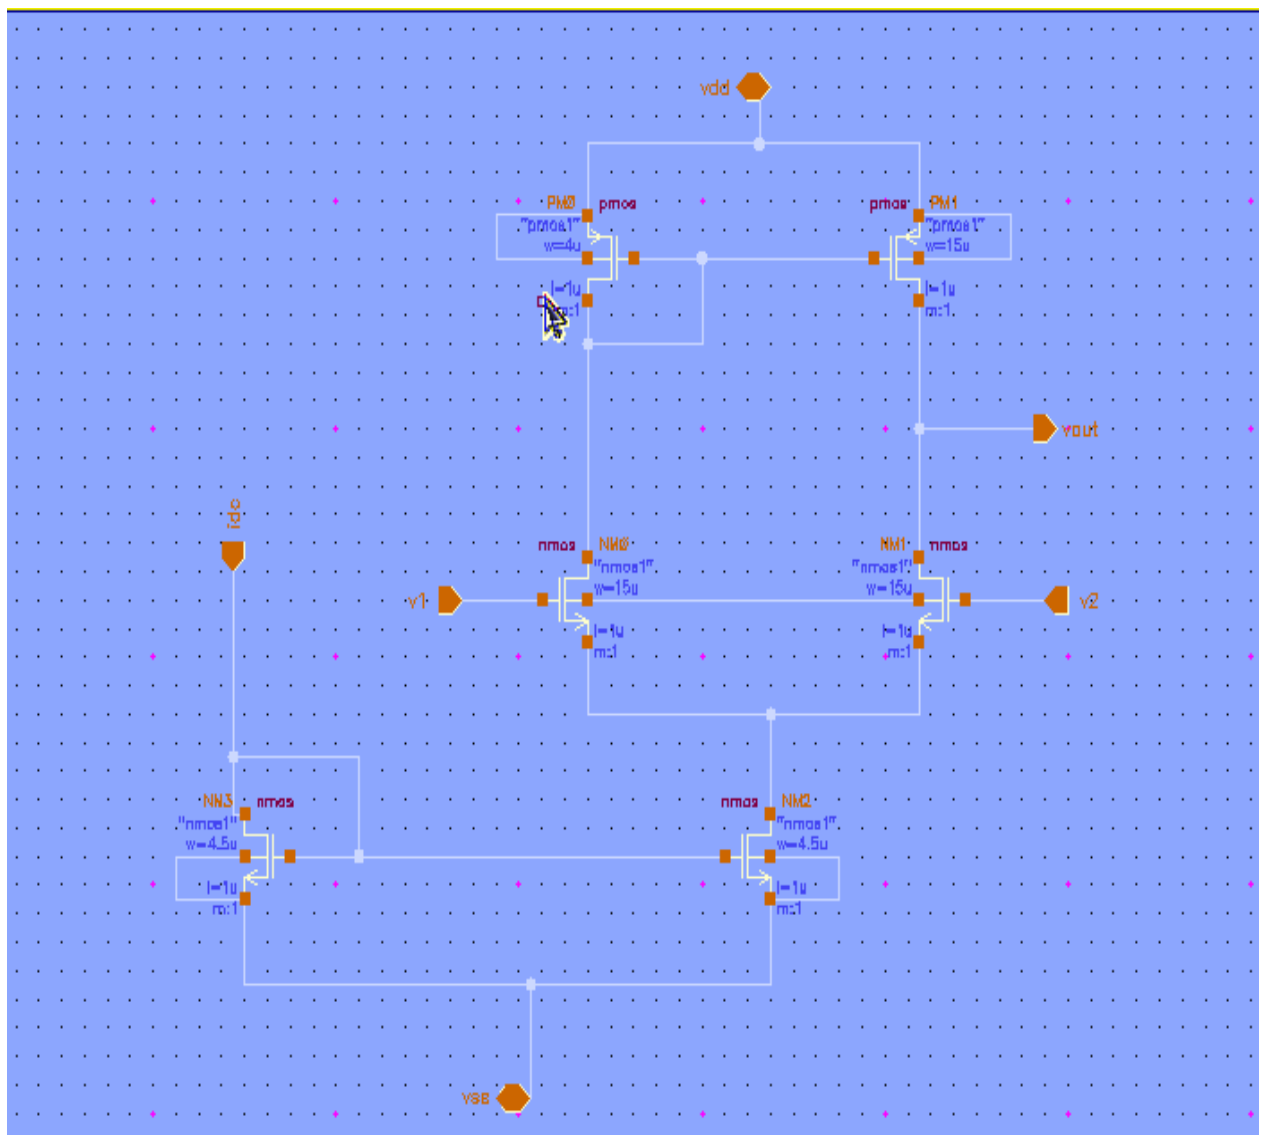 vdd
PM0 pmos
"pmos1"
w=4u
l=1u
m:1
pmos PM1
"pmos1"
w=15u
l=1u
m:1
vout
idc
nmos NM0
"nmos1"
w=15u
l=1u
m:1
NM1 nmos
"nmos1"
w=15u
l=1u
m:1
v1
v2
NM3 nmos
"nmos1"
w=4.5u
l=1u
m:1
nmos NM2
"nmos1"
w=4.5u
l=1u
m:1
vss